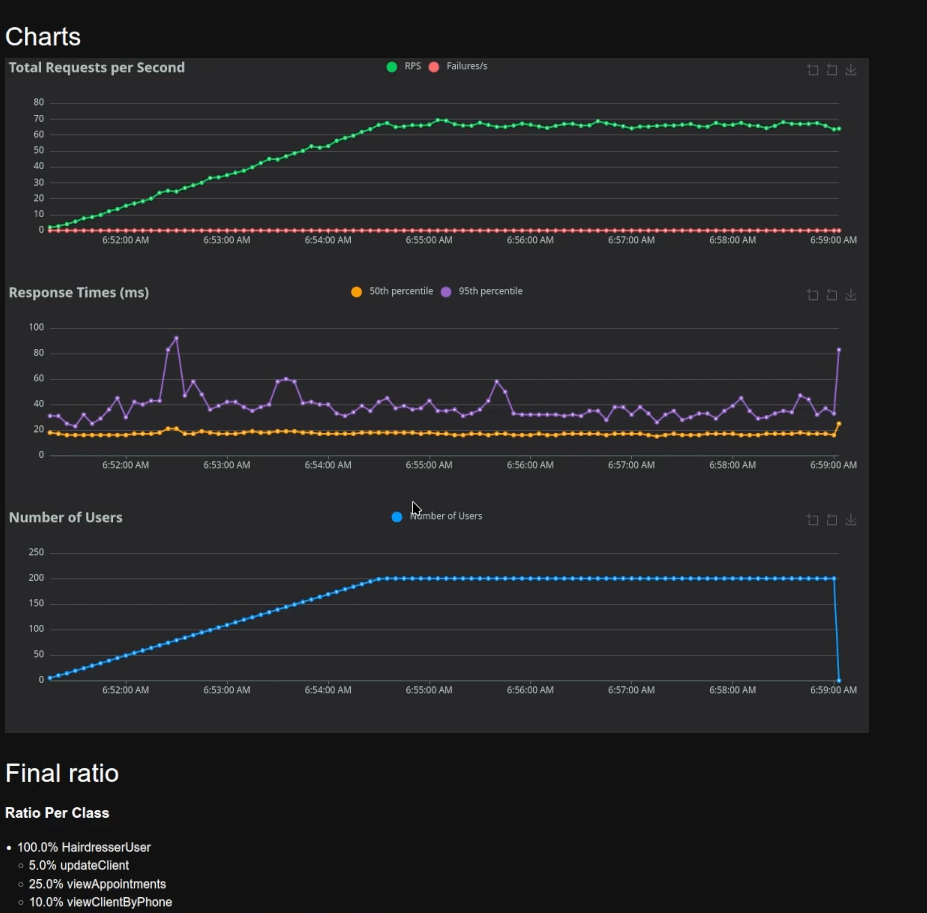 Charts
Total Requests per Second
RPS Failures/s
80
70
60
50
40
30
20
10
0
6:52:00 AM 6:53:00 AM 6:54:00 AM 6:55:00 AM 6:56:00 AM 6:57:00 AM 6:58:00 AM 6:59:00 AM
Response Times (ms)
50th percentile 95th percentile
100
80
60
40
20
0
6:52:00 AM 6:53:00 AM 6:54:00 AM 6:55:00 AM 6:56:00 AM 6:57:00 AM 6:58:00 AM 6:59:00 AM
Number of Users
Number of Users
250
200
150
100
50
0
6:52:00 AM 6:53:00 AM 6:54:00 AM 6:55:00 AM 6:56:00 AM 6:57:00 AM 6:58:00 AM 6:59:00 AM
Final ratio
Ratio Per Class
• 100.0% HairdresserUser
○ 5.0% updateClient
○ 25.0% viewAppointments
○ 10.0% viewClientByPhone